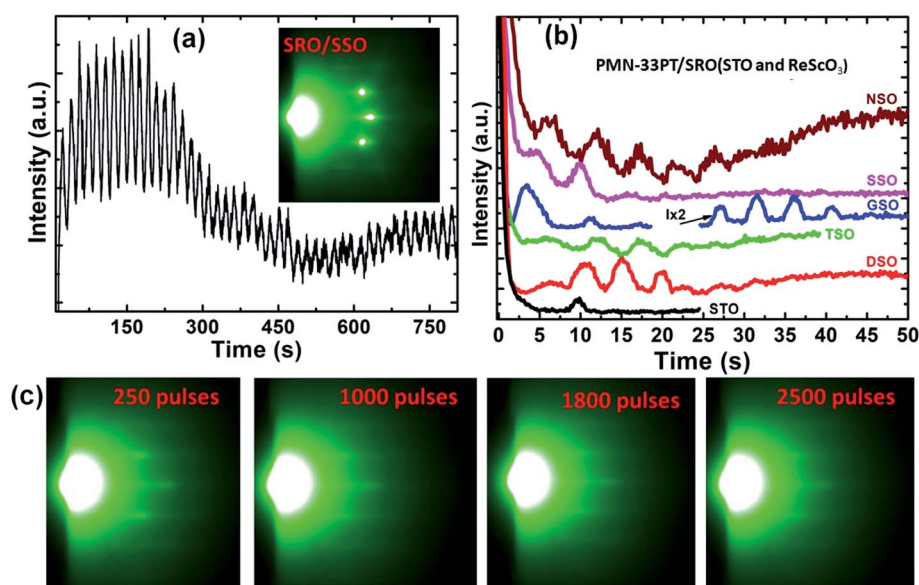 (a)
SRO/SSO
Intensity (a.u.)
150 300 450 600 750
Time (s)
(b)
PMN-33PT/SRO(STO and ReScO₃)
NSO
SSO
GSO
Ix2
TSO
DSO
STO
Intensity (a.u.)
0 5 10 15 20 25 30 35 40 45 50
Time (s)
(c)
250 pulses
1000 pulses
1800 pulses
2500 pulses